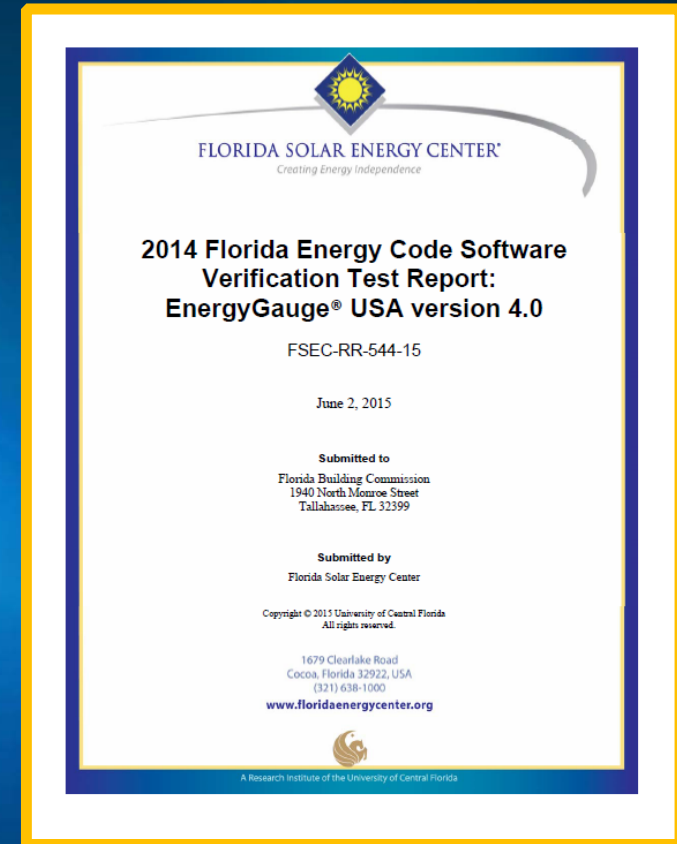 FLORIDA SOLAR ENERGY CENTER®
Creating Energy Independence
2014 Florida Energy Code Software
Verification Test Report:
EnergyGauge® USA version 4.0
FSEC-RR-544-15
June 2, 2015
Submitted to
Florida Building Commission
1940 North Monroe Street
Tallahassee, FL 32399
Submitted by
Florida Solar Energy Center
Copyright © 2015 University of Central Florida
All rights reserved.
1679 Clearlake Road
Cocoa, Florida 32922, USA
(321) 638-1000
www.floridaenergycenter.org
A Research Institute of the University of Central Florida